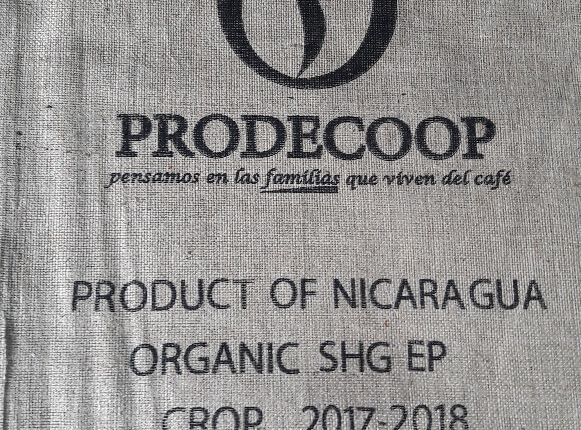 PRODECOOP
pensamos en las familias que viven del café
PRODUCT OF NICARAGUA
ORGANIC SHG EP
CROP 2017-2018